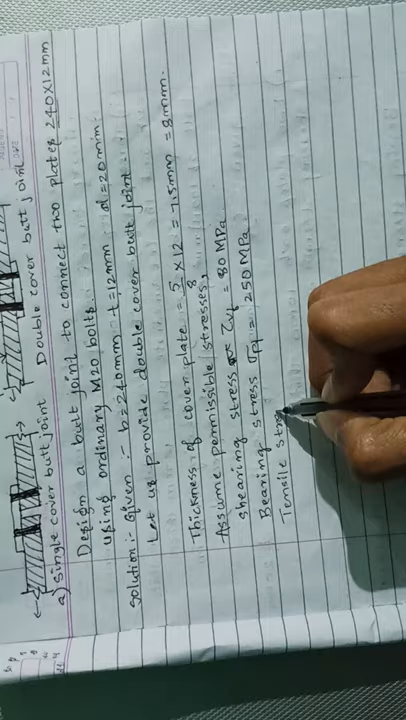 a) Single cover butt joint Double cover butt joint
Design a butt joint to connect two plates 240x12mm
using ordinary M20 bolts.
Solution:- Given:- b=240mm t=12mm d=20mm.
Let us provide double cover butt joint.
Thickness of cover plate = 5/8 x 12 = 7.5mm = 8mm.
Assume permissible stresses,
shearing stress τvf = 80 MPa
Bearing stress σpf = 250 MPa.
Tensile stre